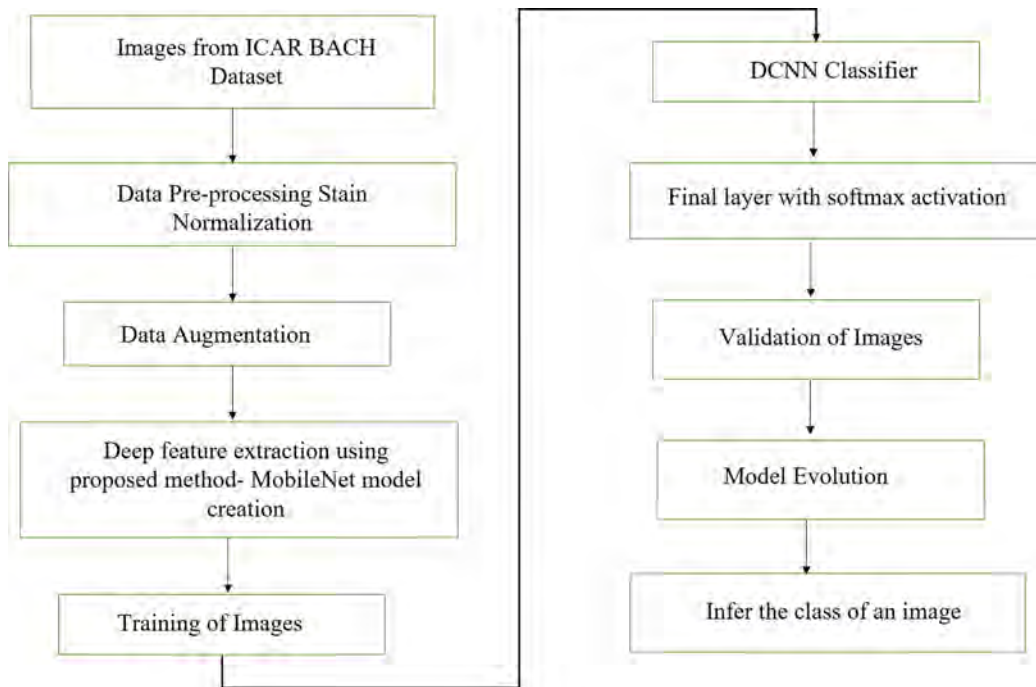 Images from ICAR BACH
Dataset
Data Pre-processing Stain
Normalization
Data Augmentation
Deep feature extraction using
proposed method- MobileNet model
creation
Training of Images
DCNN Classifier
Final layer with softmax activation
Validation of Images
Model Evolution
Infer the class of an image